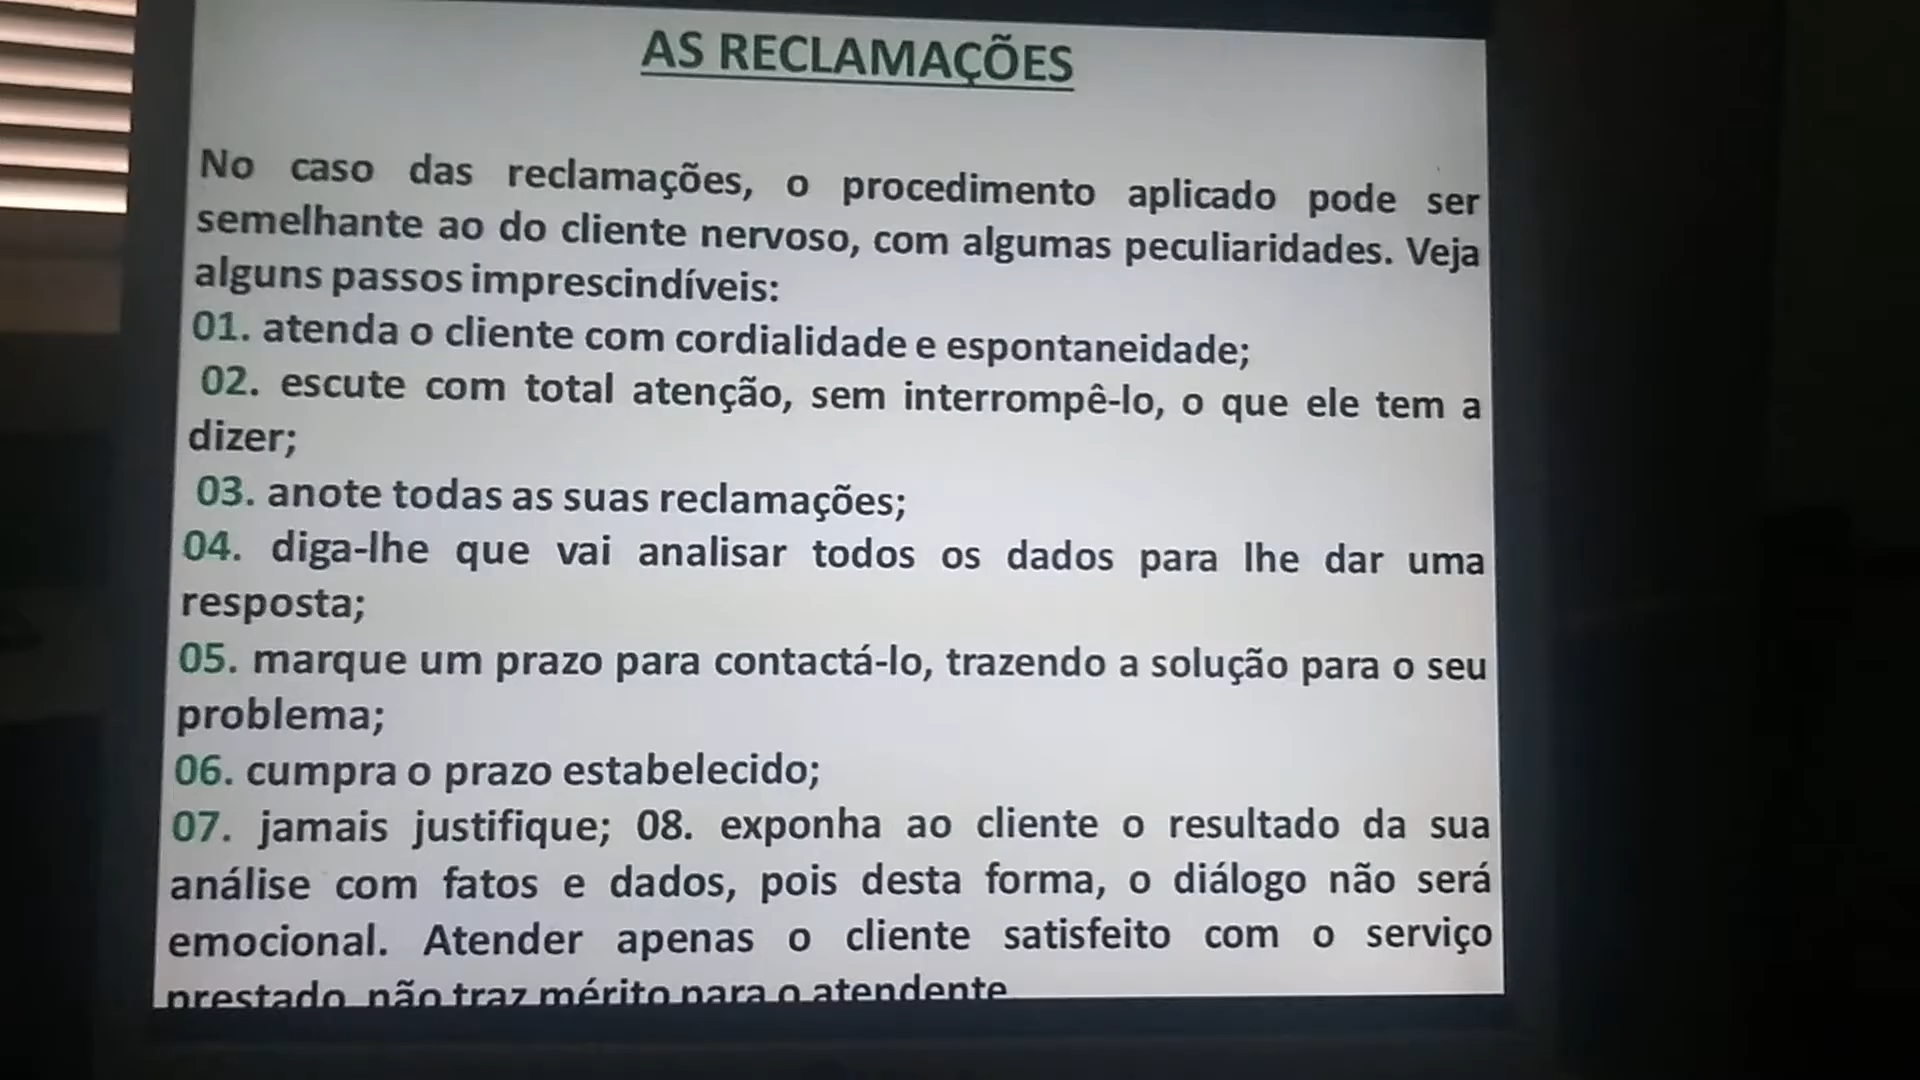 AS RECLAMAÇÕES
No caso das reclamações, o procedimento aplicado pode ser
semelhante ao do cliente nervoso, com algumas peculiaridades. Veja
alguns passos imprescindíveis:
01. atenda o cliente com cordialidade e espontaneidade;
02. escute com total atenção, sem interrompê-lo, o que ele tem a
dizer;
03. anote todas as suas reclamações;
04. diga-lhe que vai analisar todos os dados para lhe dar uma
resposta;
05. marque um prazo para contactá-lo, trazendo a solução para o seu
problema;
06. cumpra o prazo estabelecido;
07. jamais justifique; 08. exponha ao cliente o resultado da sua
análise com fatos e dados, pois desta forma, o diálogo não será
emocional. Atender apenas o cliente satisfeito com o serviço
prestado não traz mérito para o atendente